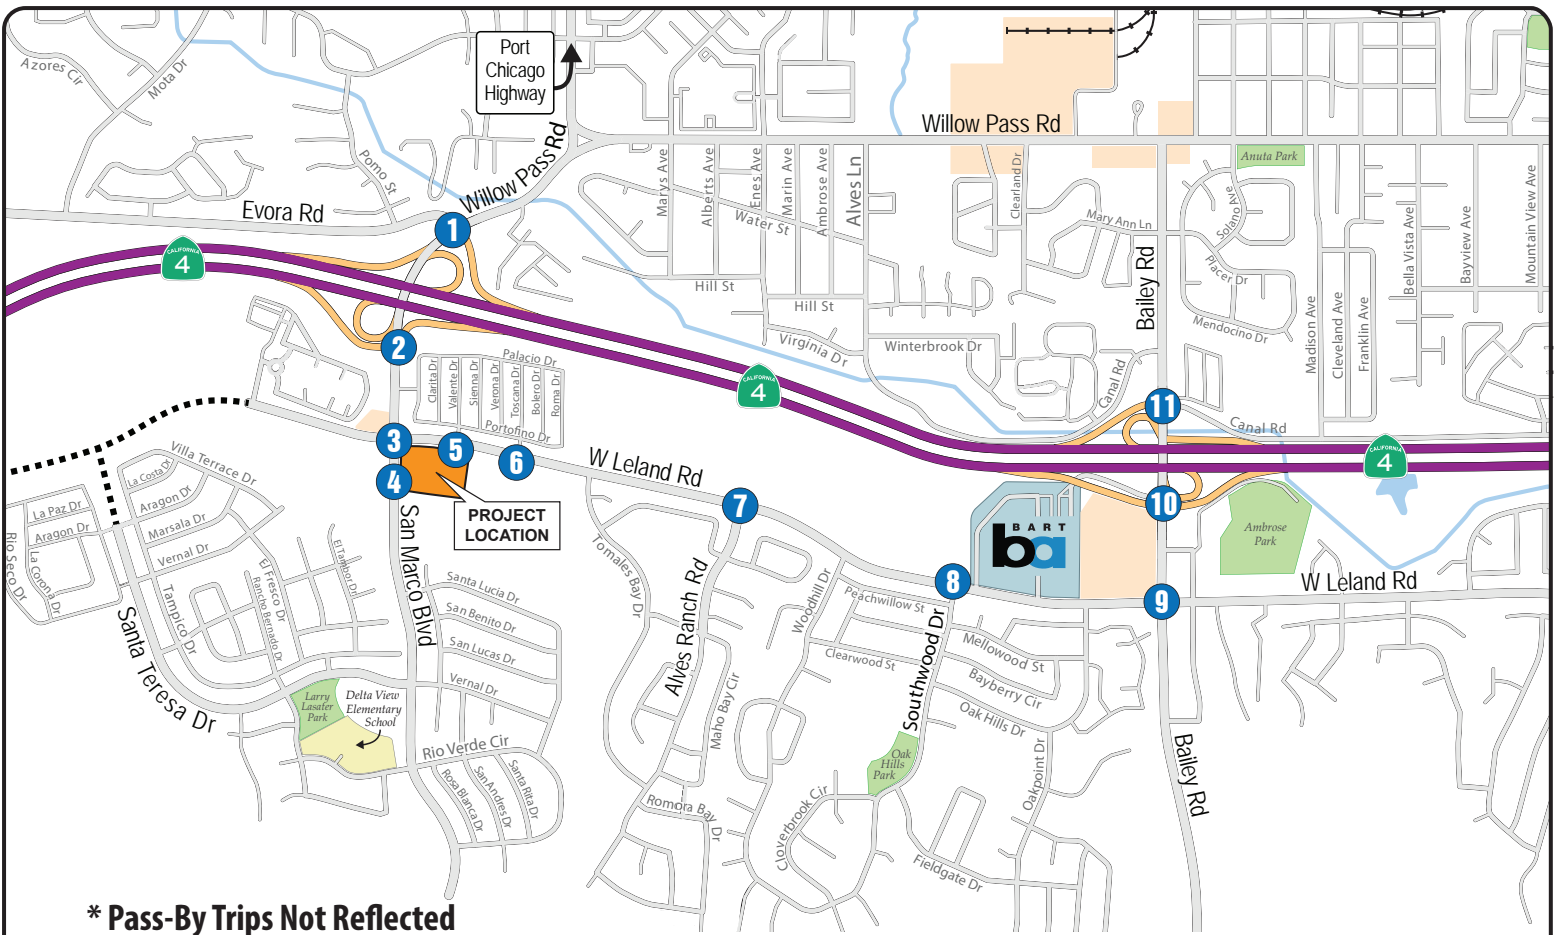 Port
Chicago
Highway
Azores Cir
Mota Dr
Pomo St
Evora Rd
Willow Pass Rd
Willow Pass Rd
Marys Ave
Alberts Ave
Enes Ave
Marin Ave
Ambrose Ave
Alves Ln
Water St
Clearland Dr
Mary Ann Ln
Anuta Park
Solano Ave
Placer Dr
Mendocino Dr
Bailey Rd
Madison Ave
Cleveland Ave
Franklin Ave
Bella Vista Ave
Bayview Ave
Mountain View Ave
1
CALIFORNIA
4
Hill St
Hill St
Virginia Dr
Winterbrook Dr
2
Palacio Dr
Clarita Dr
Valente Dr
Sienna Dr
Verona Dr
Toscana Dr
Bolero Dr
Roma Dr
Portofino Dr
CALIFORNIA
4
Canal Rd
11
Canal Rd
CALIFORNIA
4
3
5
6
4
W Leland Rd
PROJECT
LOCATION
7
10
BART
ba
Ambrose
Park
Villa Terrace Dr
La Costa Dr
Aragon Dr
Marsala Dr
Vernal Dr
La Paz Dr
Aragon Dr
La Corona Dr
Rio Seco Dr
El Tambor Dr
El Fresco Dr
Rancho Bernado Dr
Tampico Dr
Santa Teresa Dr
San Marco Blvd
Santa Lucia Dr
San Benito Dr
San Lucas Dr
Vernal Dr
Tomales Bay Dr
Alves Ranch Rd
Maho Bay Cir
Woodhill Dr
8
9
W Leland Rd
Peachwillow St
Clearwood St
Southwood Dr
Mellowood St
Bayberry Cir
Oak Hills Dr
Oakpoint Dr
Bailey Rd
Larry
Lasater
Park
Delta View
Elementary
School
Rio Verde Cir
Rosa Blanca Dr
San Andres Dr
Santa Rita Dr
Romora Bay Dr
Cloverbrook Cir
Oak
Hills
Park
Fieldgate Dr
* Pass-By Trips Not Reflected